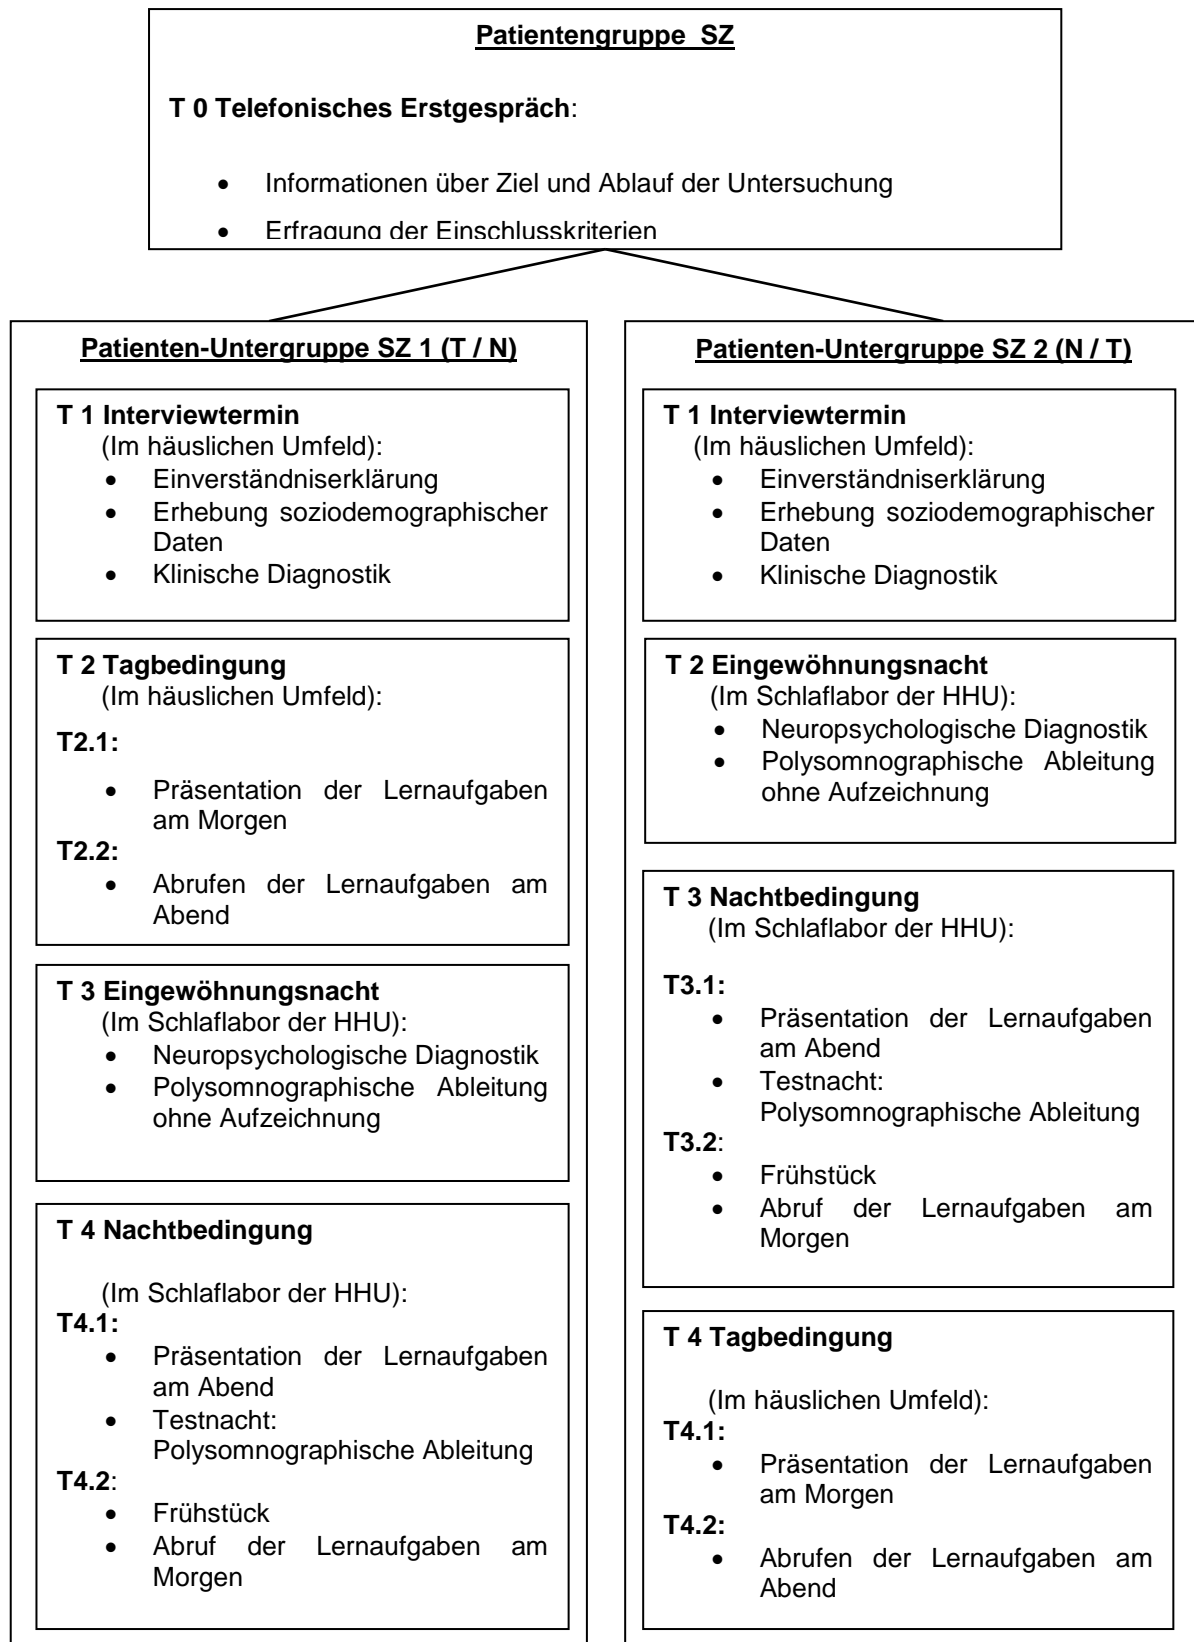 Patientengruppe  SZ
T 0 Telefonisches Erstgespräch:
• Informationen über Ziel und Ablauf der Untersuchung
• Erfragung der Einschlusskriterien
Patienten-Untergruppe SZ 1 (T / N)
T 1 Interviewtermin
(Im häuslichen Umfeld):
• Einverständniserklärung
• Erhebung soziodemographischer
Daten
• Klinische Diagnostik
T 2 Tagbedingung
(Im häuslichen Umfeld):
T2.1:
• Präsentation der Lernaufgaben
am Morgen
T2.2:
• Abrufen der Lernaufgaben am
Abend
T 3 Eingewöhnungsnacht
(Im Schlaflabor der HHU):
• Neuropsychologische Diagnostik
• Polysomnographische Ableitung
ohne Aufzeichnung
T 4 Nachtbedingung
(Im Schlaflabor der HHU):
T4.1:
• Präsentation der Lernaufgaben
am Abend
• Testnacht:
Polysomnographische Ableitung
T4.2:
• Frühstück
• Abruf der Lernaufgaben am
Morgen
Patienten-Untergruppe SZ 2 (N / T)
T 1 Interviewtermin
(Im häuslichen Umfeld):
• Einverständniserklärung
• Erhebung soziodemographischer
Daten
• Klinische Diagnostik
T 2 Eingewöhnungsnacht
(Im Schlaflabor der HHU):
• Neuropsychologische Diagnostik
• Polysomnographische Ableitung
ohne Aufzeichnung
T 3 Nachtbedingung
(Im Schlaflabor der HHU):
T3.1:
• Präsentation der Lernaufgaben
am Abend
• Testnacht:
Polysomnographische Ableitung
T3.2:
• Frühstück
• Abruf der Lernaufgaben am
Morgen
T 4 Tagbedingung
(Im häuslichen Umfeld):
T4.1:
• Präsentation der Lernaufgaben
am Morgen
T4.2:
• Abrufen der Lernaufgaben am
Abend